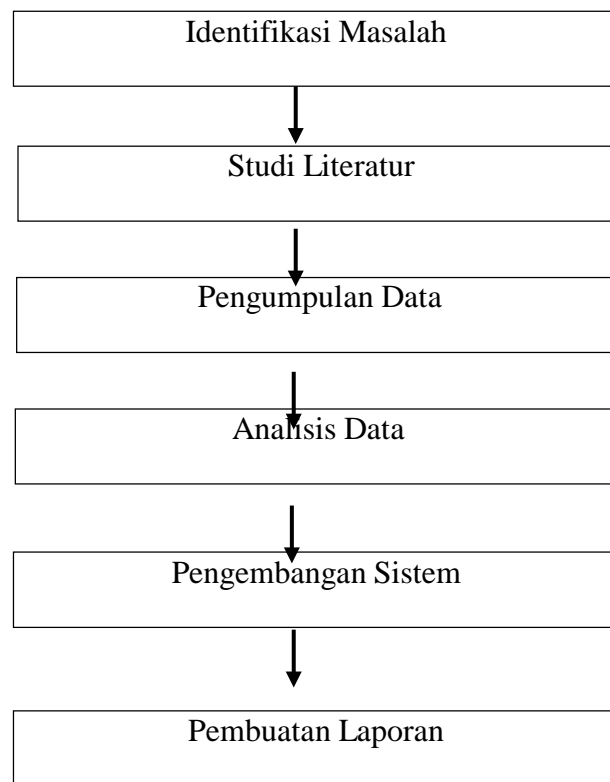 Identifikasi Masalah
Studi Literatur
Pengumpulan Data
Analisis Data
Pengembangan Sistem
Pembuatan Laporan